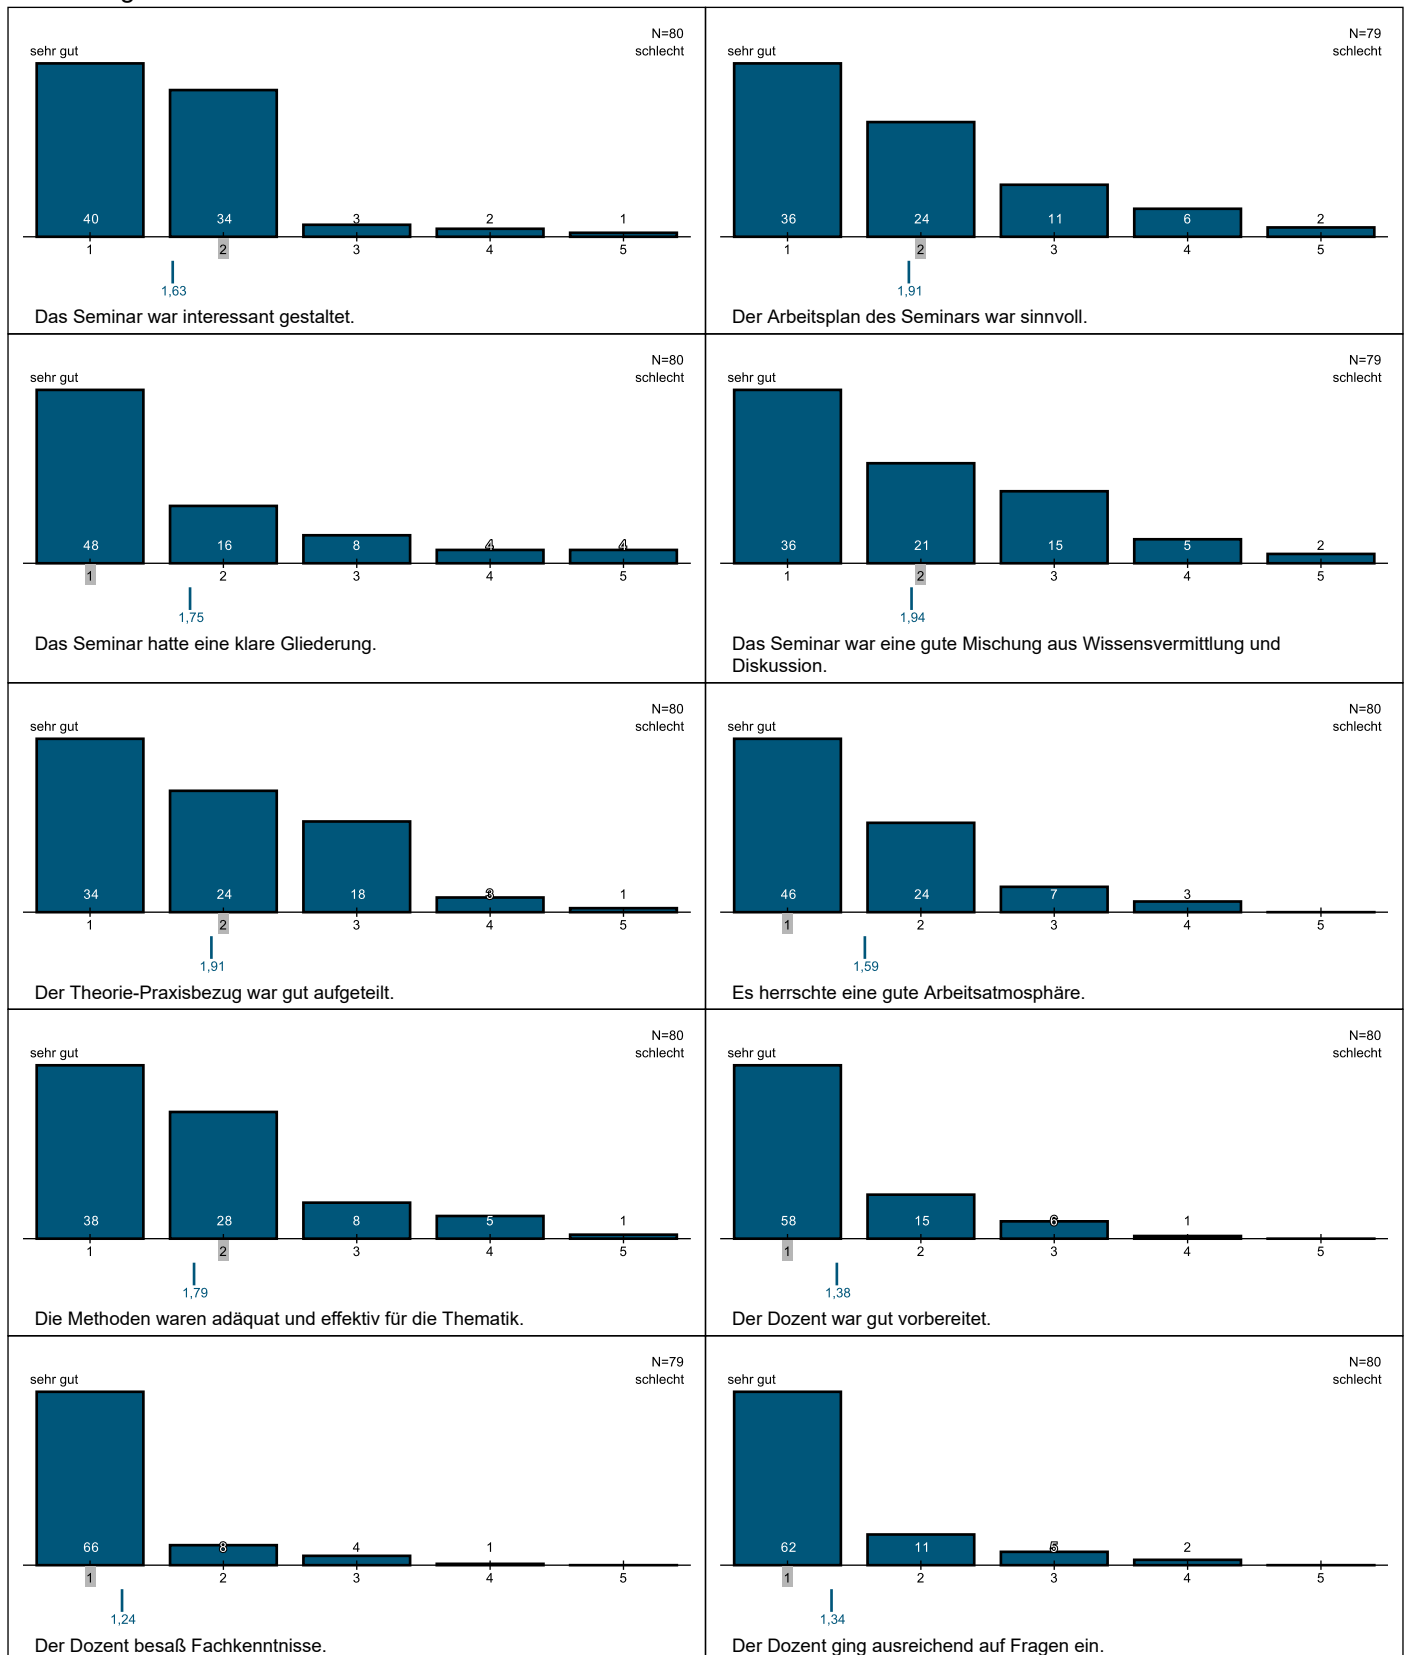 N=80
sehr gut schlecht
40 34 3 2 1
1 2 3 4 5
1,63
Das Seminar war interessant gestaltet.
N=79
sehr gut schlecht
36 24 11 6 2
1 2 3 4 5
1,91
Der Arbeitsplan des Seminars war sinnvoll.
N=80
sehr gut schlecht
48 16 8 4 4
1 2 3 4 5
1,75
Das Seminar hatte eine klare Gliederung.
N=79
sehr gut schlecht
36 21 15 5 2
1 2 3 4 5
1,94
Das Seminar war eine gute Mischung aus Wissensvermittlung und
Diskussion.
N=80
sehr gut schlecht
34 24 18 3 1
1 2 3 4 5
1,91
Der Theorie-Praxisbezug war gut aufgeteilt.
N=80
sehr gut schlecht
46 24 7 3
1 2 3 4 5
1,59
Es herrschte eine gute Arbeitsatmosphäre.
N=80
sehr gut schlecht
38 28 8 5 1
1 2 3 4 5
1,79
Die Methoden waren adäquat und effektiv für die Thematik.
N=80
sehr gut schlecht
58 15 6 1
1 2 3 4 5
1,38
Der Dozent war gut vorbereitet.
N=79
sehr gut schlecht
66 8 4 1
1 2 3 4 5
1,24
Der Dozent besaß Fachkenntnisse.
N=80
sehr gut schlecht
62 11 5 2
1 2 3 4 5
1,34
Der Dozent ging ausreichend auf Fragen ein.